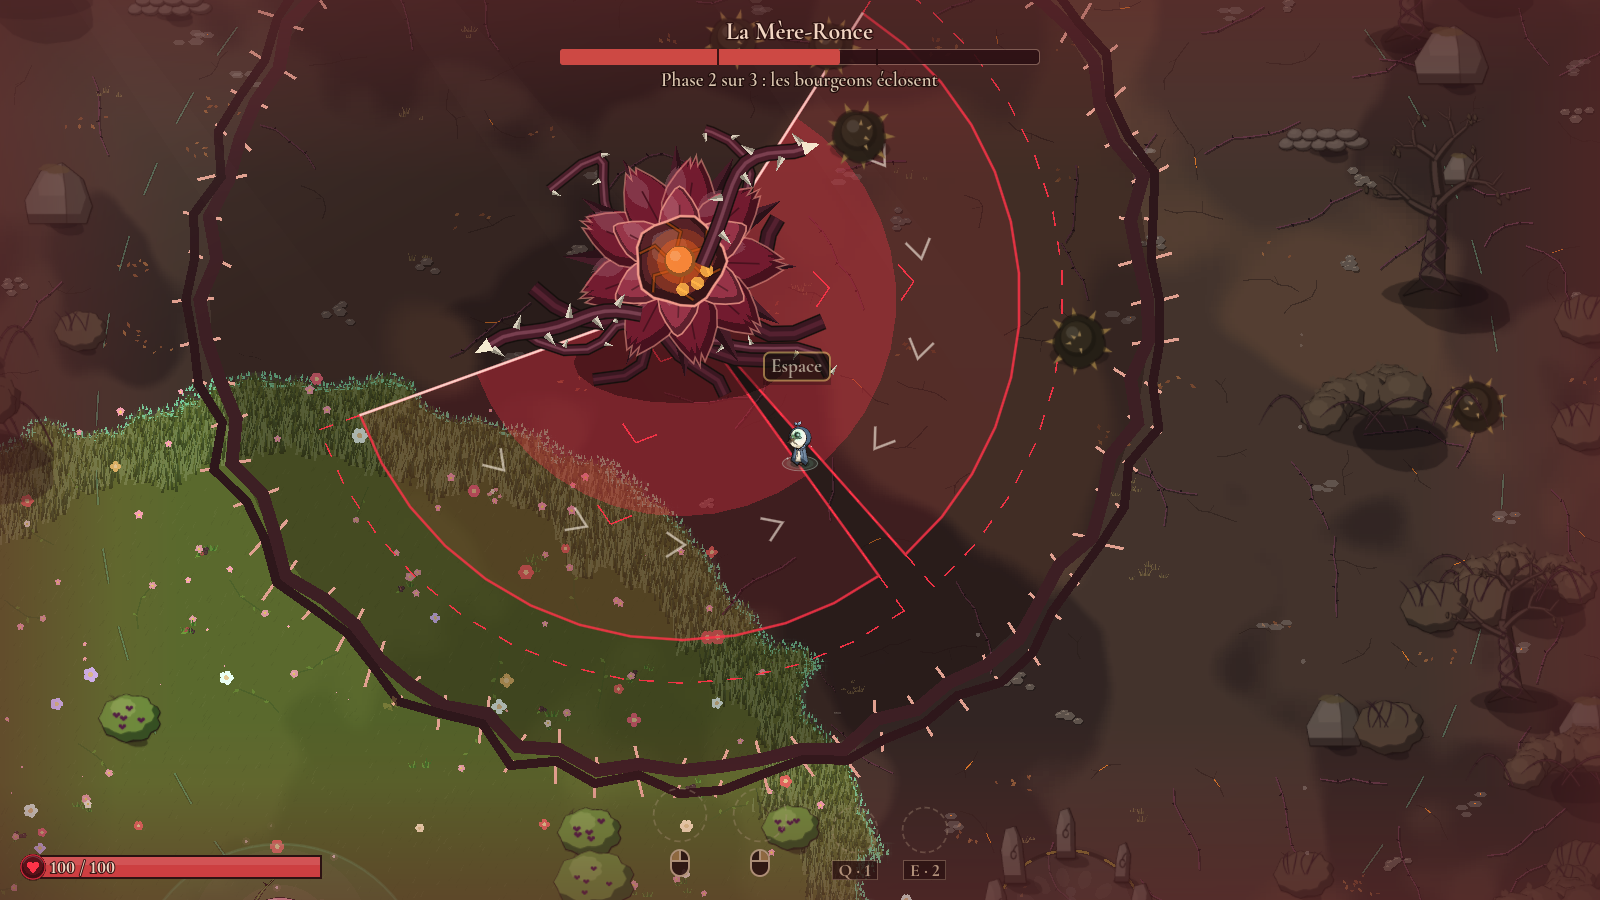 La Mère-Ronce
Phase 2 sur 3 : les bourgeons éclosent
Espace
100 / 100
Q · 1
E · 2